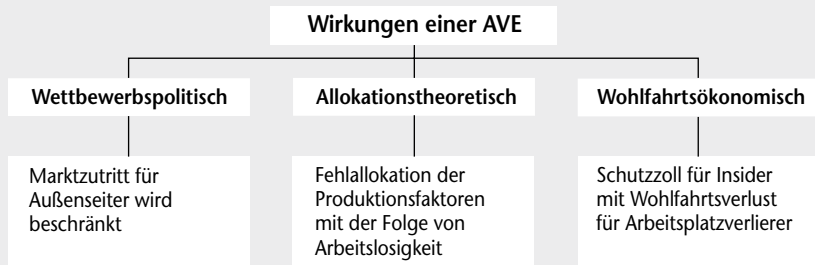 Wirkungen einer AVE
Wettbewerbspolitisch
Allokationstheoretisch
Wohlfahrtsökonomisch
Marktzutritt für
Außenseiter wird
beschränkt
Fehlallokation der
Produktionsfaktoren
mit der Folge von
Arbeitslosigkeit
Schutzzoll für Insider
mit Wohlfahrtsverlust
für Arbeitsplatzverlierer